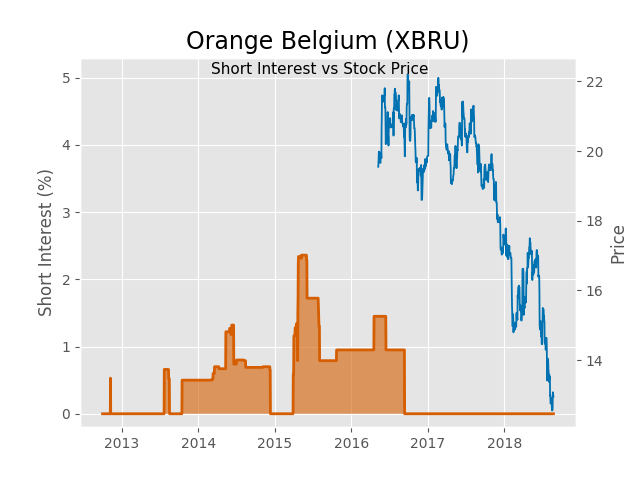 Orange Belgium (XBRU)
Short Interest vs Stock Price
Short Interest (%)
5
4
3
2
1
0
22
20
18
16
14
Price
2013 2014 2015 2016 2017 2018